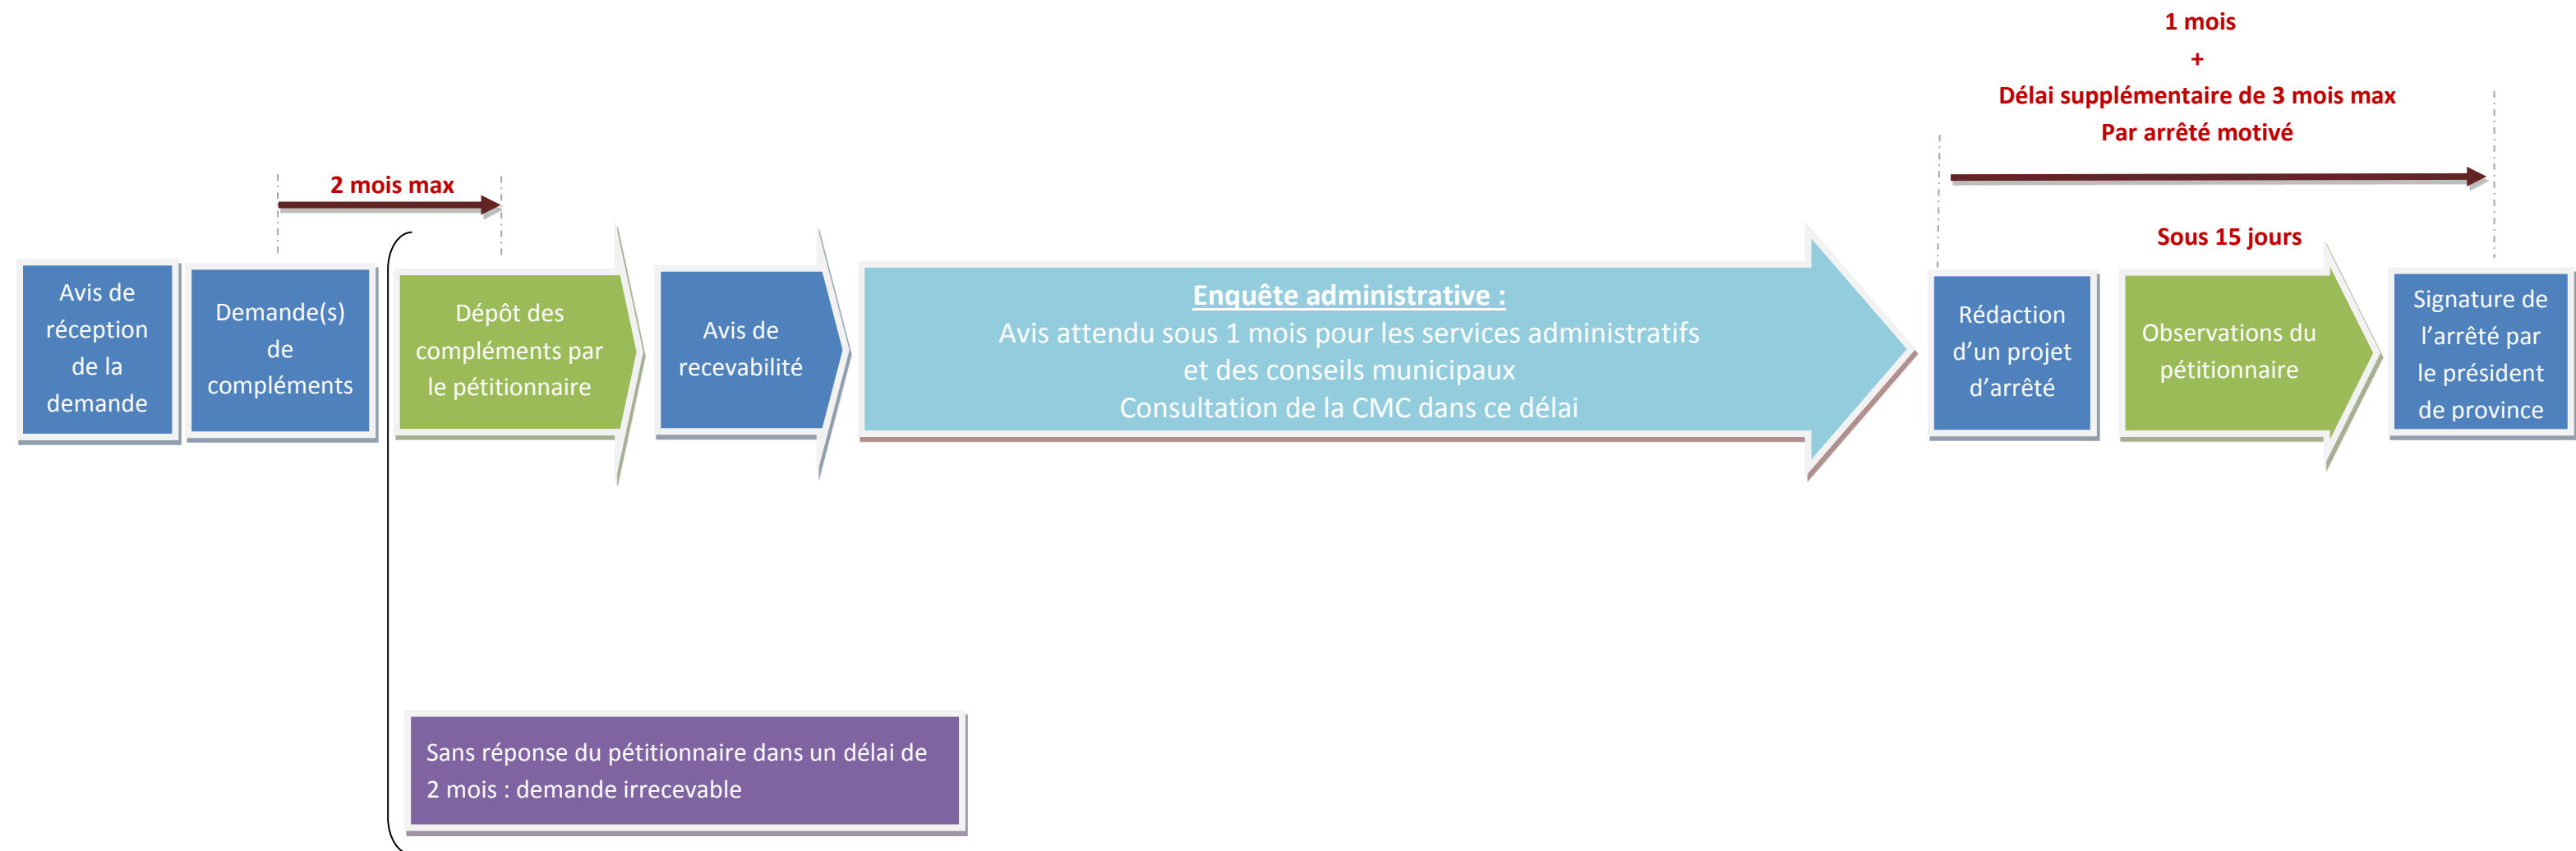 1 mois
+
Délai supplémentaire de 3 mois max
Par arrêté motivé
2 mois max
Sous 15 jours
Avis de
réception
de la
demande
Demande(s)
de
compléments
Dépôt des
compléments par
le pétitionnaire
Avis de
recevabilité
Enquête administrative :
Avis attendu sous 1 mois pour les services administratifs
et des conseils municipaux
Consultation de la CMC dans ce délai
Rédaction
d’un projet
d’arrêté
Observations du
pétitionnaire
Signature de
l’arrêté par
le président
de province
Sans réponse du pétitionnaire dans un délai de
2 mois : demande irrecevable